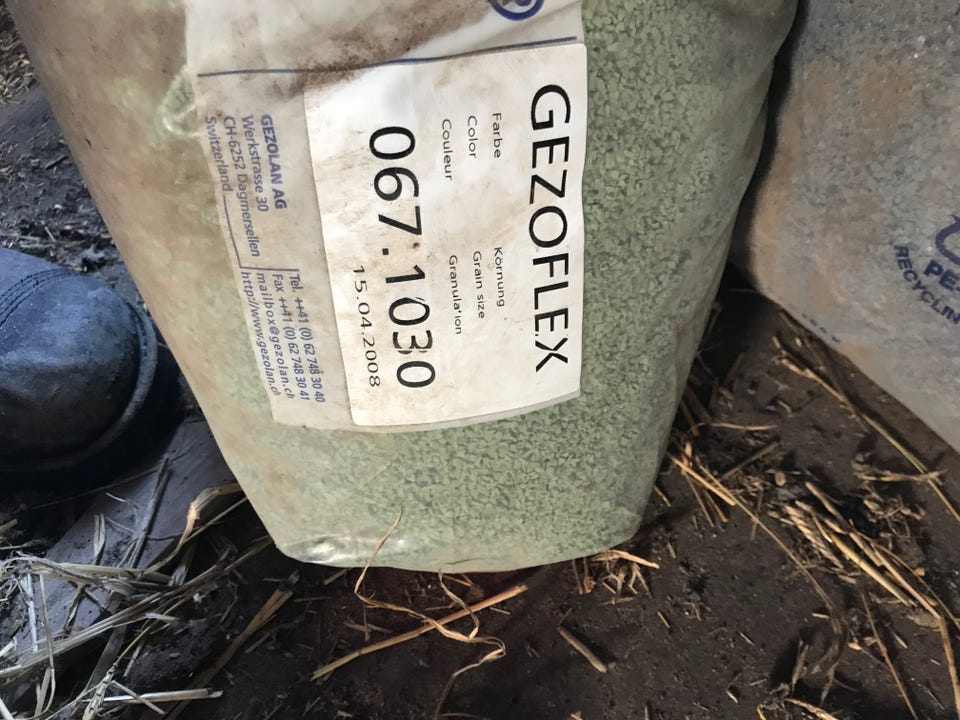 GEZOFLEX
Farbe Körnung
Color Grain size
Couleur Granulation
067.1030
15.04.2008
GEZOLAN AG
Werkstrasse 30
CH-6252 Dagmersellen
Switzerland
Tel. ++41 (0) 62 748 30 40
Fax ++41 (0) 62 748 30 41
mailbox@gezolan.ch
http://www.gezolan.ch